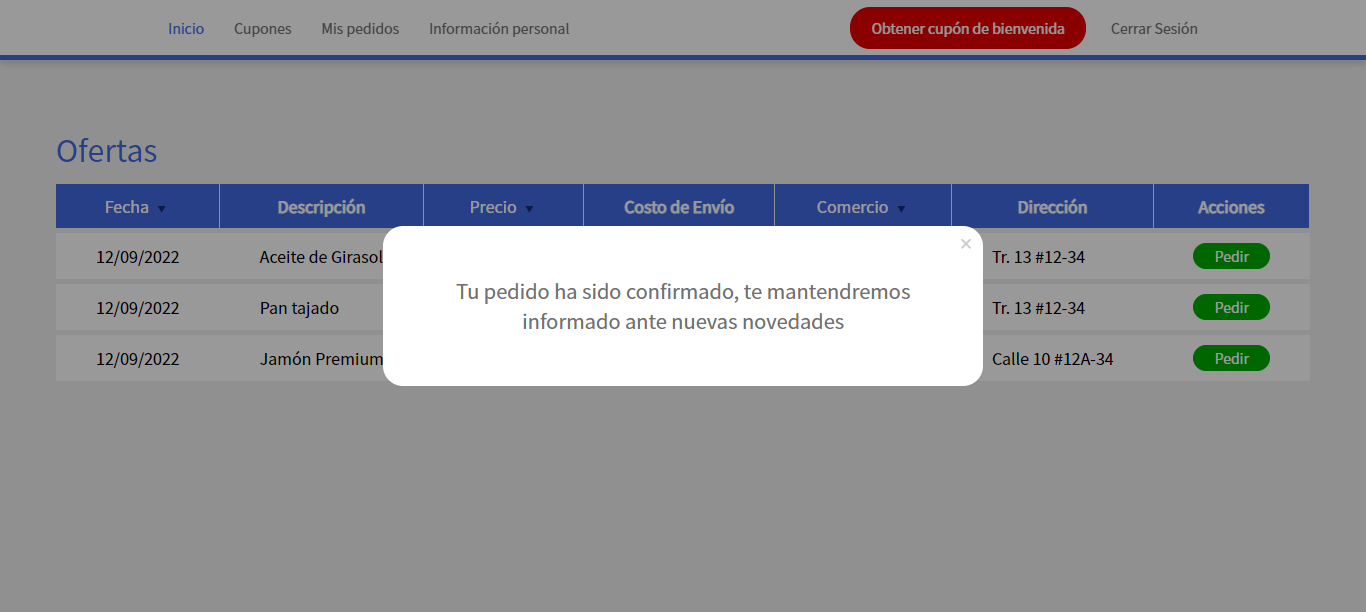 Inicio Cupones Mis pedidos Información personal Obtener cupón de bienvenida Cerrar Sesión
Ofertas
Fecha ▼ Descripción Precio ▼ Costo de Envío Comercio ▼ Dirección Acciones
12/09/2022 Aceite de Girasol Tr. 13 #12-34 Pedir
12/09/2022 Pan tajado Tr. 13 #12-34 Pedir
12/09/2022 Jamón Premium Calle 10 #12A-34 Pedir
×
Tu pedido ha sido confirmado, te mantendremos
informado ante nuevas novedades